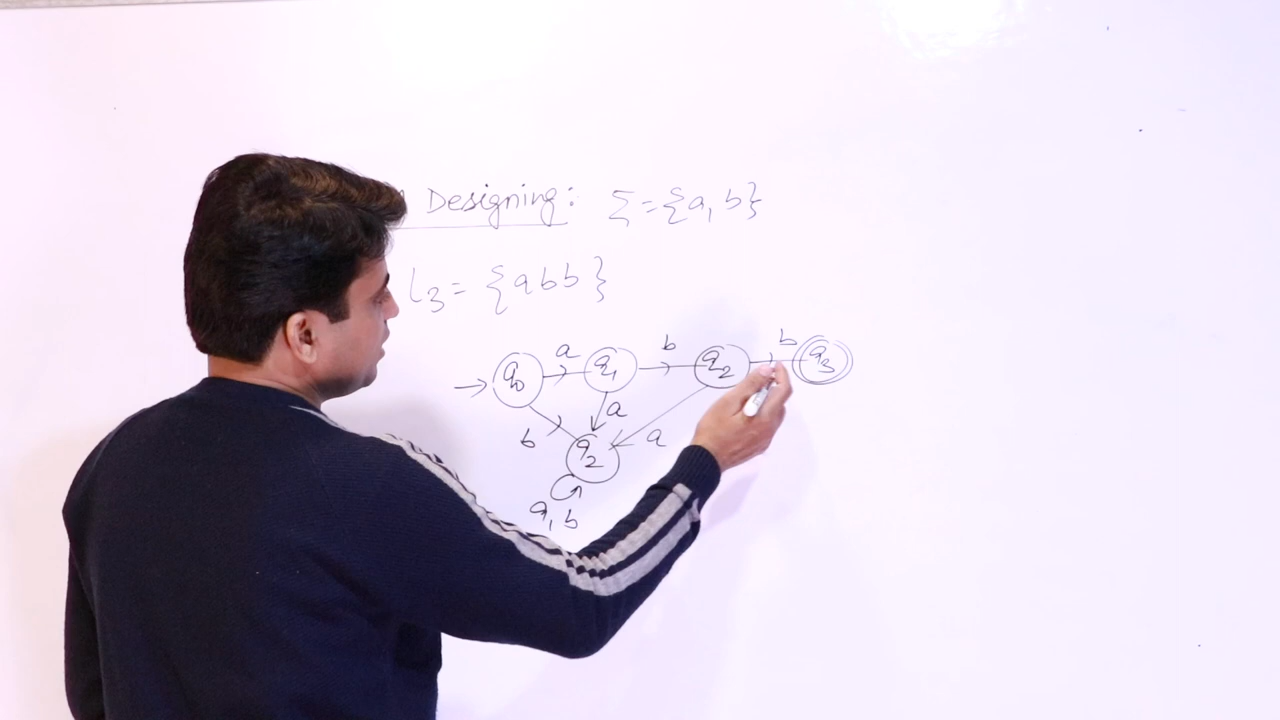 Designing: Σ={a, b}
L3 = {abb}
a b b
q0 q1 q2 q3
b a a
q2
a, b